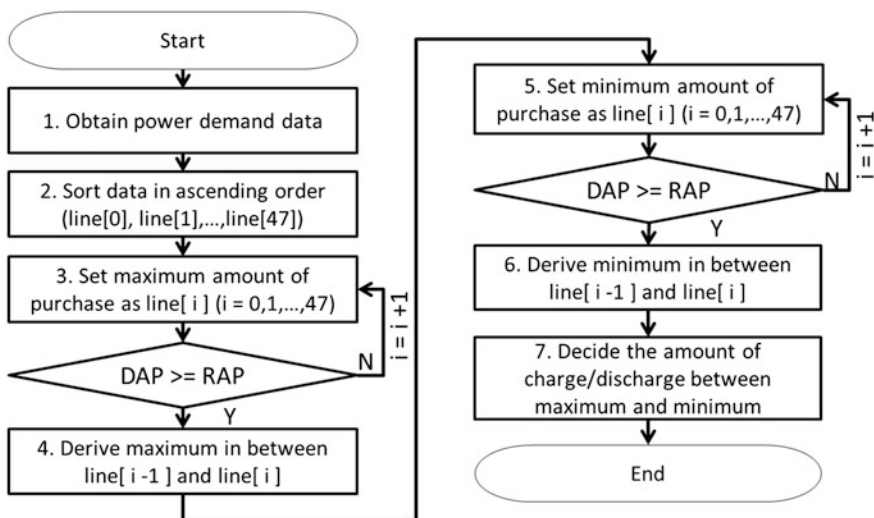 Start
1. Obtain power demand data
2. Sort data in ascending order
(line[0], line[1],...,line[47])
3. Set maximum amount of
purchase as line[ i ] (i = 0,1,...,47)
i = i +1
DAP >= RAP
N
Y
4. Derive maximum in between
line[ i -1 ] and line[ i ]
5. Set minimum amount of
purchase as line[ i ] (i = 0,1,...,47)
i = i +1
DAP >= RAP
N
Y
6. Derive minimum in between
line[ i -1 ] and line[ i ]
7. Decide the amount of
charge/discharge between
maximum and minimum
End